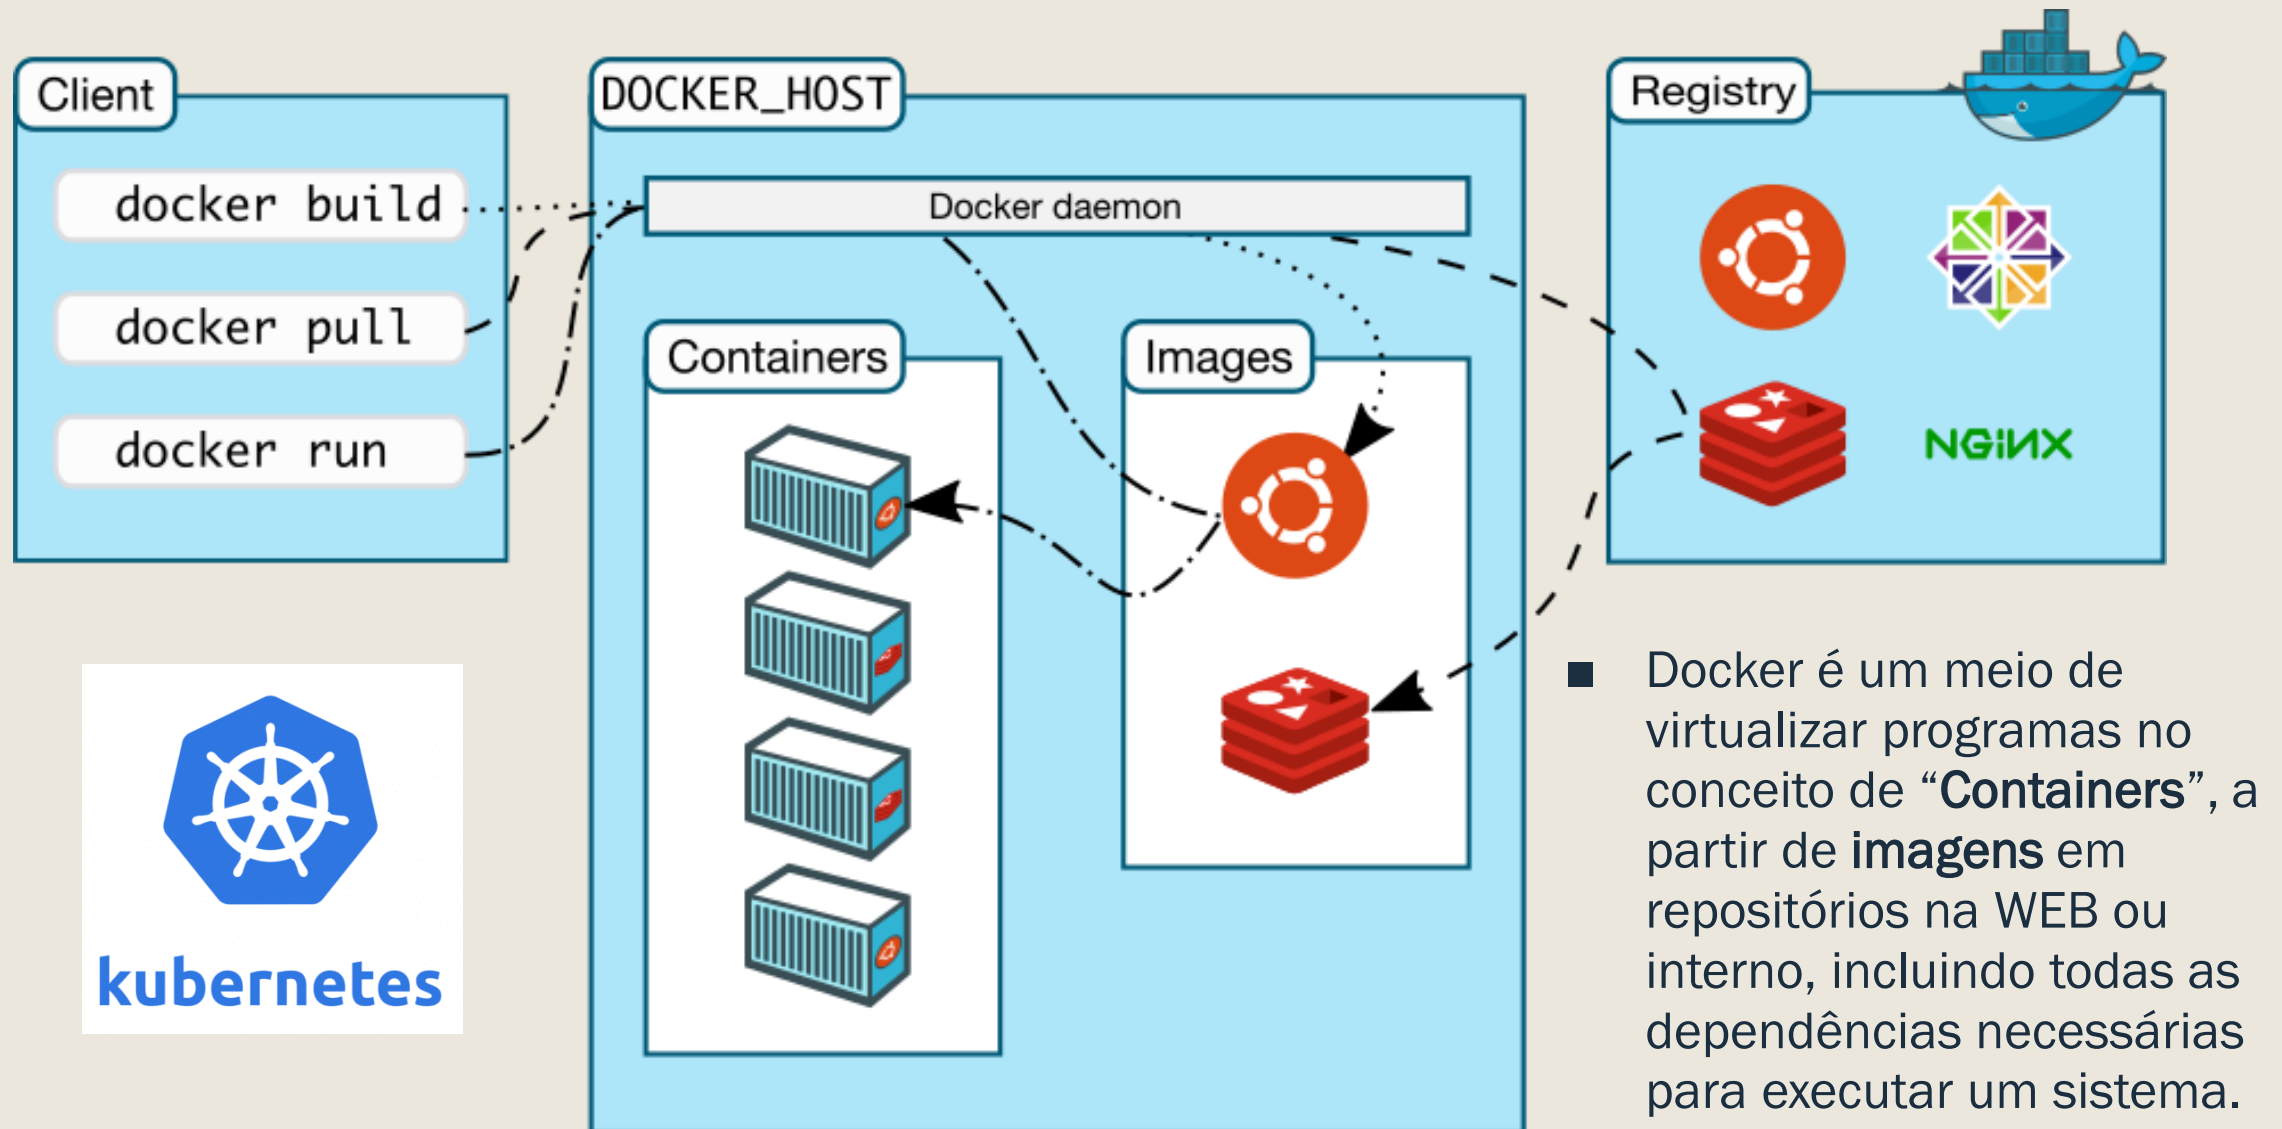 Client
docker build
docker pull
docker run
DOCKER_HOST
Docker daemon
Containers
Images
Registry
NGiNX
kubernetes
■ Docker é um meio de
virtualizar programas no
conceito de “Containers”, a
partir de imagens em
repositórios na WEB ou
interno, incluindo todas as
dependências necessárias
para executar um sistema.